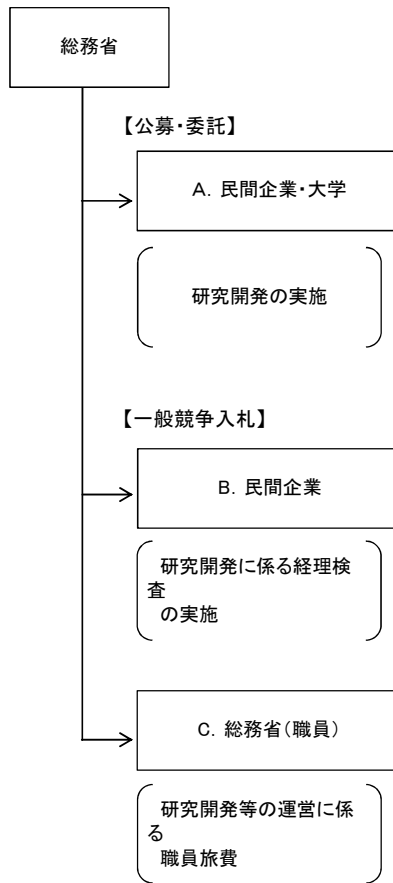 総務省
【公募・委託】
A. 民間企業・大学
研究開発の実施
【一般競争入札】
B. 民間企業
研究開発に係る経理検
査
の実施
C. 総務省(職員)
研究開発等の運営に係
る
職員旅費